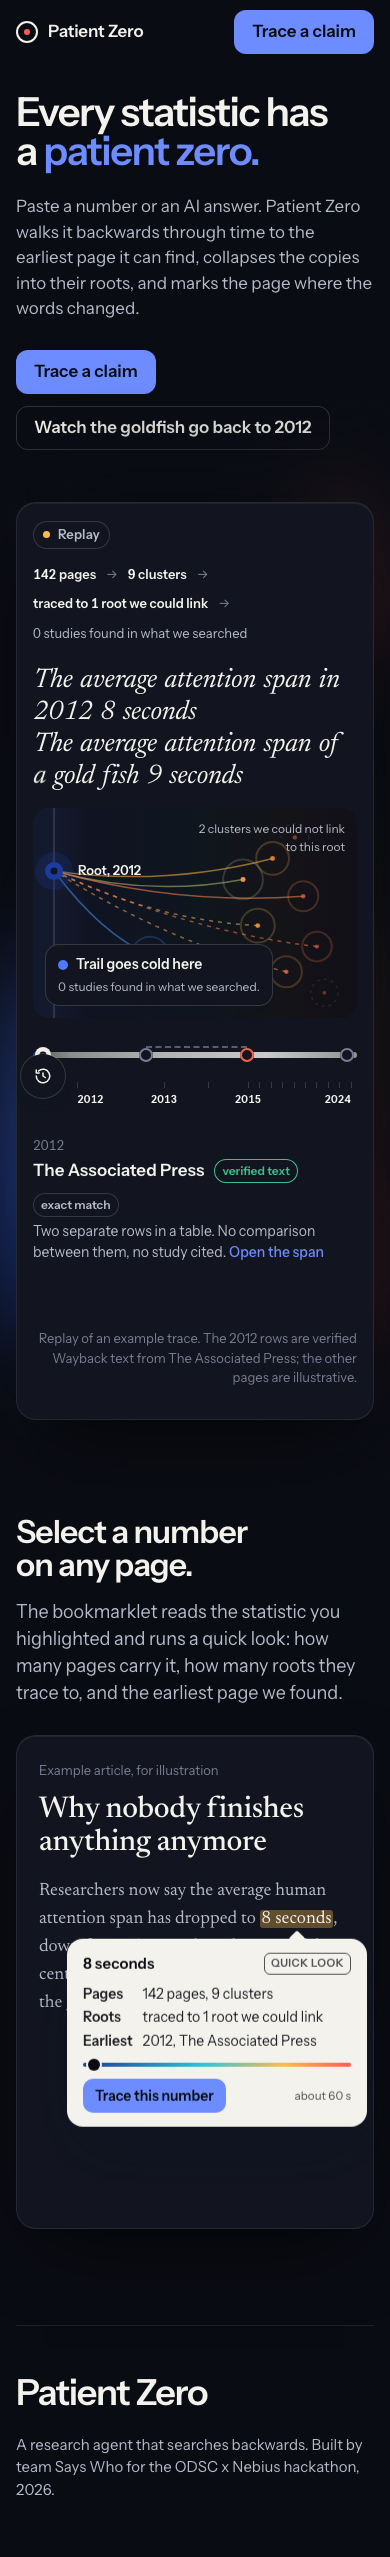 Patient Zero
Trace a claim
Every statistic has
a patient zero.
Paste a number or an AI answer. Patient Zero
walks it backwards through time to the
earliest page it can find, collapses the copies
into their roots, and marks the page where the
words changed.
Trace a claim
Watch the goldfish go back to 2012
Replay
142 pages → 9 clusters →
traced to 1 root we could link →
0 studies found in what we searched
The average attention span in
2012 8 seconds
The average attention span of
a gold fish 9 seconds
2 clusters we could not link
to this root
Root, 2012
Trail goes cold here
0 studies found in what we searched.
2012 2013 2015 2024
2012
The Associated Press verified text
exact match
Two separate rows in a table. No comparison
between them, no study cited. Open the span
Replay of an example trace. The 2012 rows are verified
Wayback text from The Associated Press; the other
pages are illustrative.
Select a number
on any page.
The bookmarklet reads the statistic you
highlighted and runs a quick look: how
many pages carry it, how many roots they
trace to, and the earliest page we found.
Example article, for illustration
Why nobody finishes
anything anymore
Researchers now say the average human
attention span has dropped to 8 seconds,
dow
cent
the
8 seconds QUICK LOOK
Pages 142 pages, 9 clusters
Roots traced to 1 root we could link
Earliest 2012, The Associated Press
Trace this number about 60 s
Patient Zero
A research agent that searches backwards. Built by
team Says Who for the ODSC x Nebius hackathon,
2026.